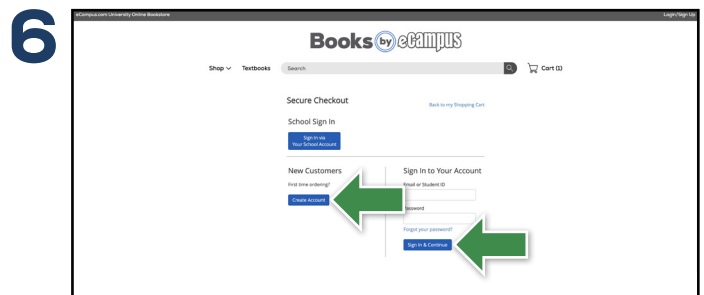 6
eCampus.com University Online Bookstore
Login/Sign Up
Books by eCampus
Shop
Textbooks
Search
Cart (1)
Secure Checkout
Back to my Shopping Cart
School Sign In
Sign In via
Your School Account
New Customers
First time ordering?
Create Account
Sign In to Your Account
Email or Student ID
Password
Forgot your password?
Sign In & Continue